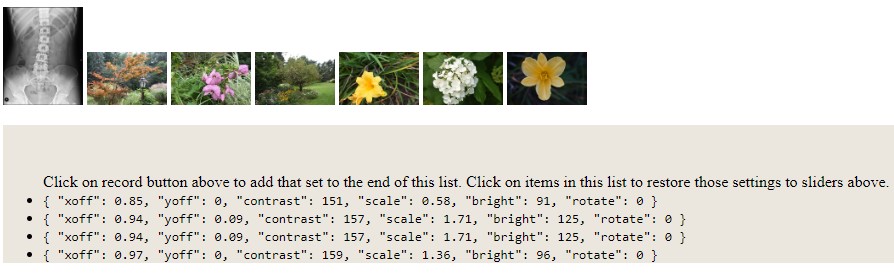 Click on record button above to add that set to the end of this list. Click on items in this list to restore those settings to sliders above.
{ "xoff": 0.85, "yoff": 0, "contrast": 151, "scale": 0.58, "bright": 91, "rotate": 0 }
{ "xoff": 0.94, "yoff": 0.09, "contrast": 157, "scale": 1.71, "bright": 125, "rotate": 0 }
{ "xoff": 0.94, "yoff": 0.09, "contrast": 157, "scale": 1.71, "bright": 125, "rotate": 0 }
{ "xoff": 0.97, "yoff": 0, "contrast": 159, "scale": 1.36, "bright": 96, "rotate": 0 }